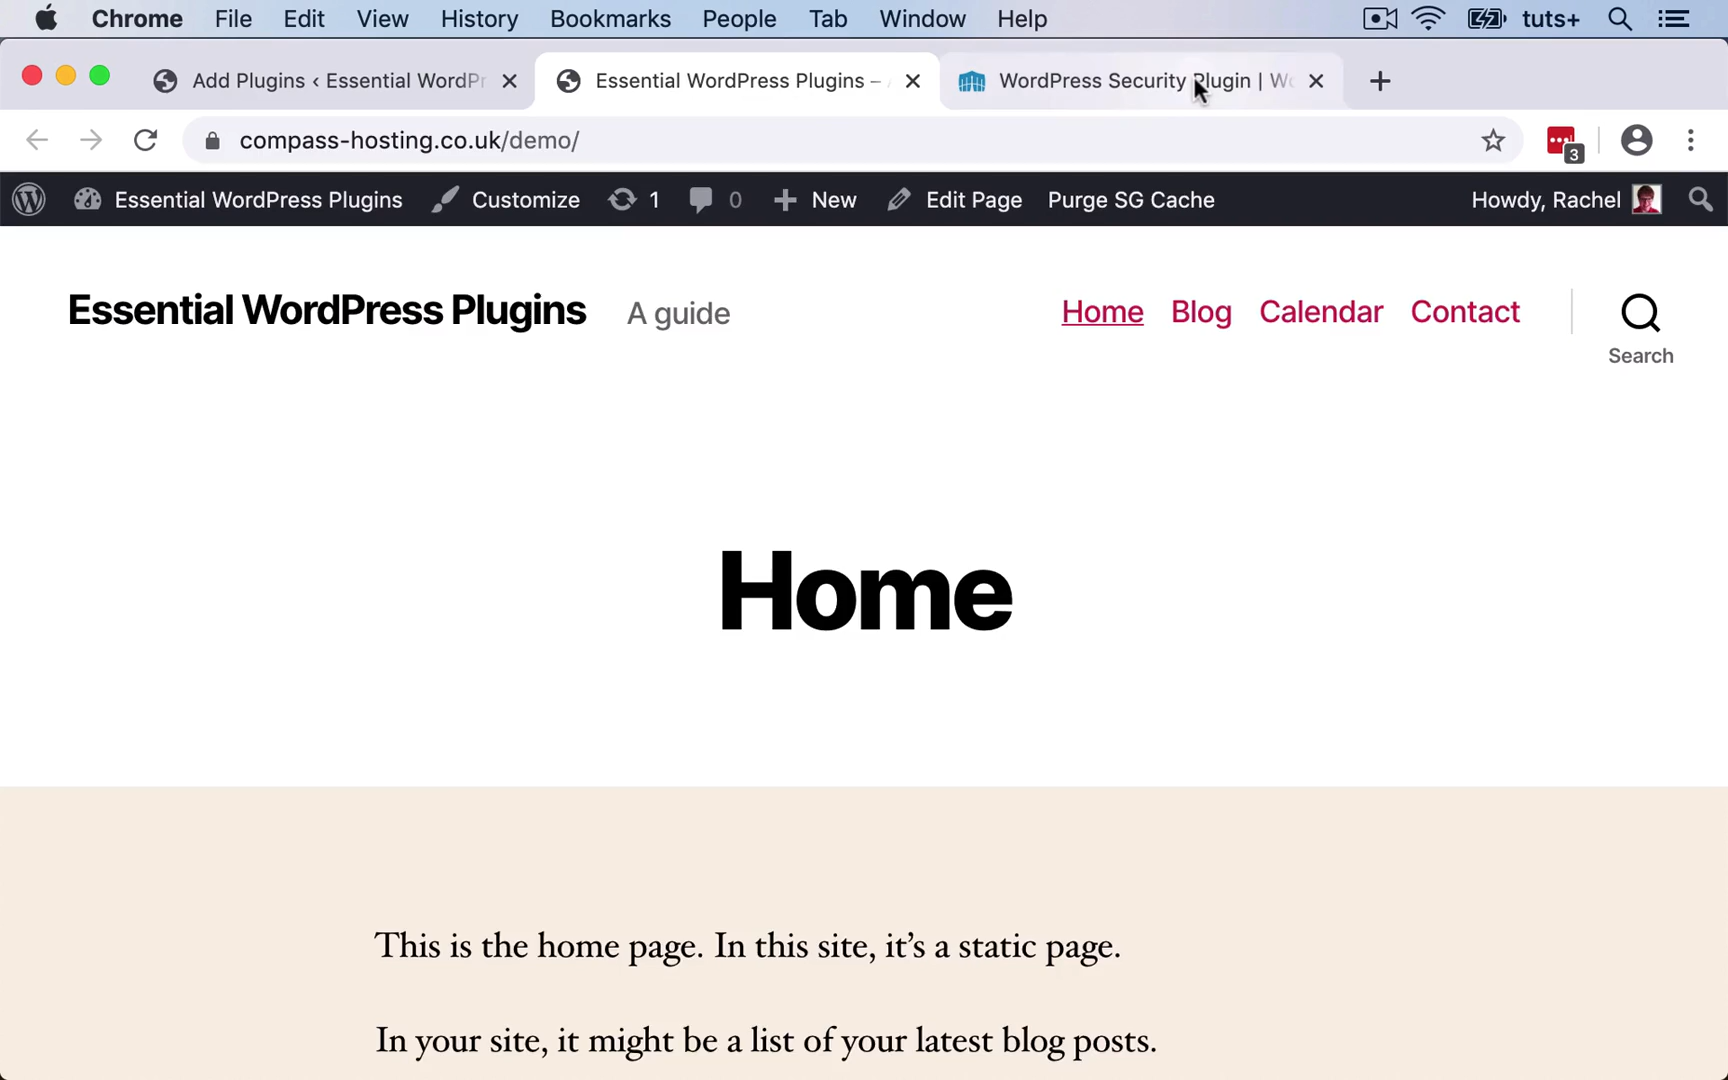 Chrome File Edit View History Bookmarks People Tab Window Help tuts+
Add Plugins ‹ Essential WordPr Essential WordPress Plugins – WordPress Security Plugin | Wo
compass-hosting.co.uk/demo/ 3
Essential WordPress Plugins Customize 1 0 New Edit Page Purge SG Cache Howdy, Rachel
Essential WordPress Plugins A guide Home Blog Calendar Contact
Search
Home
This is the home page. In this site, it’s a static page.
In your site, it might be a list of your latest blog posts.